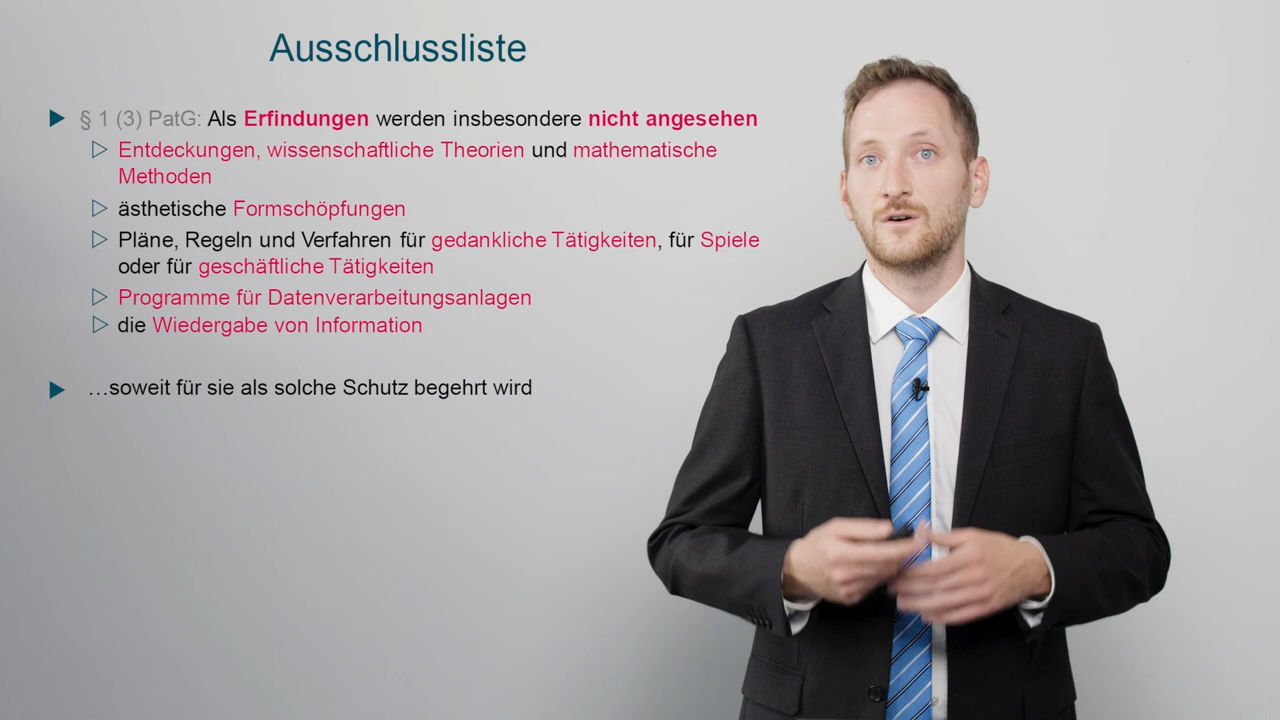 Ausschlussliste
§ 1 (3) PatG: Als Erfindungen werden insbesondere nicht angesehen
Entdeckungen, wissenschaftliche Theorien und mathematische
Methoden
ästhetische Formschöpfungen
Pläne, Regeln und Verfahren für gedankliche Tätigkeiten, für Spiele
oder für geschäftliche Tätigkeiten
Programme für Datenverarbeitungsanlagen
die Wiedergabe von Information
…soweit für sie als solche Schutz begehrt wird